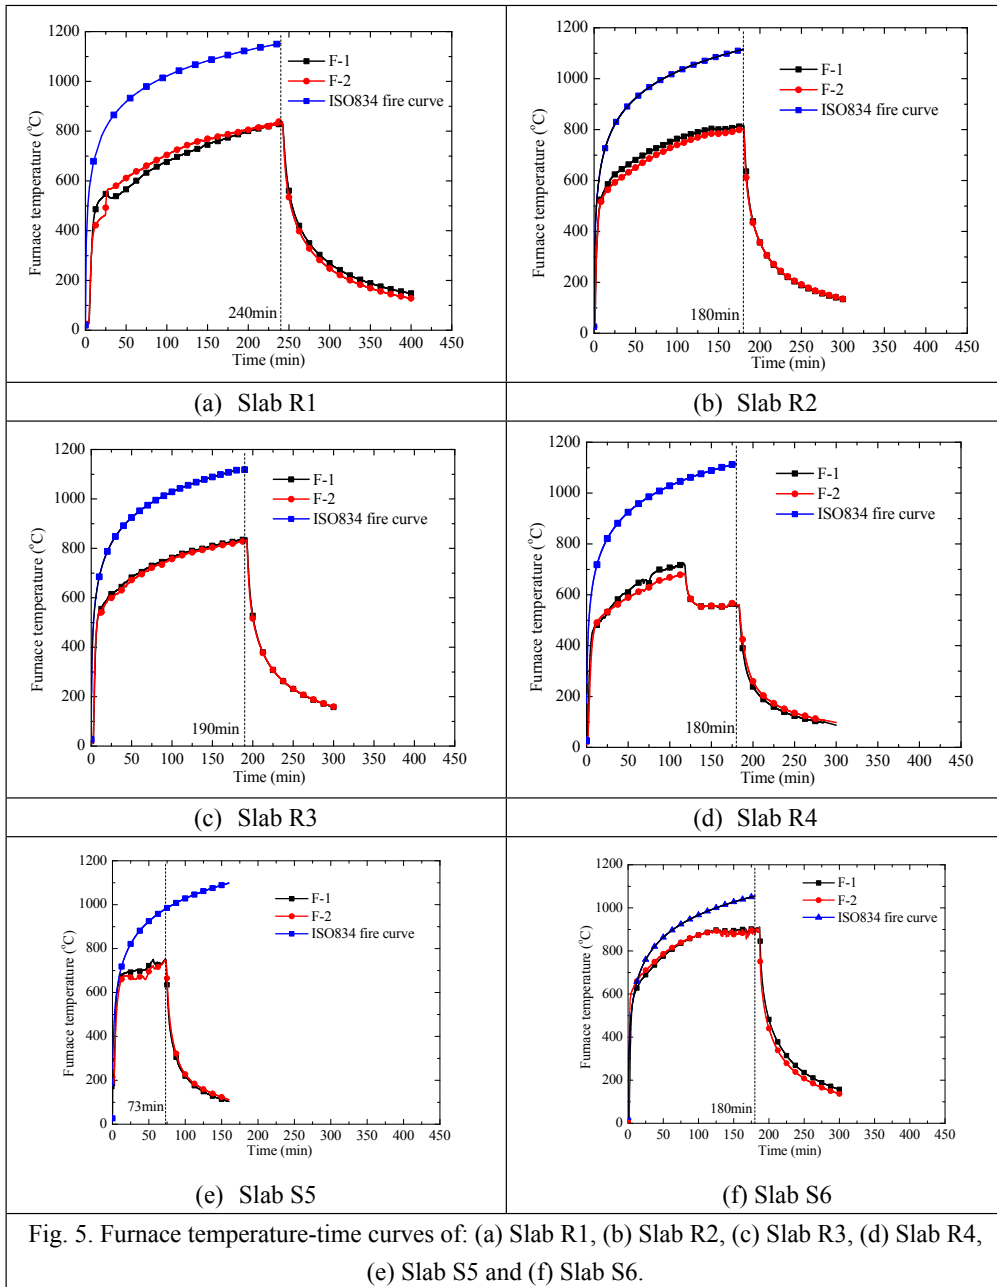 1200
1000
800
600
400
200
0
Furnace temperature (°C)
F-1
F-2
ISO834 fire curve
240min
0 50 100 150 200 250 300 350 400 450
Time (min)
(a) Slab R1
1200
1000
800
600
400
200
0
Furnace temperature (°C)
F-1
F-2
ISO834 fire curve
180min
0 50 100 150 200 250 300 350 400 450
Time (min)
(b) Slab R2
1200
1000
800
600
400
200
0
Furnace temperature (°C)
F-1
F-2
ISO834 fire curve
190min
0 50 100 150 200 250 300 350 400 450
Time (min)
(c) Slab R3
1200
1000
800
600
400
200
0
Furnace temperature (°C)
F-1
F-2
ISO834 fire curve
180min
0 50 100 150 200 250 300 350 400 450
Time (min)
(d) Slab R4
1200
1000
800
600
400
200
0
Furnace temperature (°C)
F-1
F-2
ISO834 fire curve
73min
0 50 100 150 200 250 300 350 400 450
Time (min)
(e) Slab S5
1200
1000
800
600
400
200
0
Furnace temperature (°C)
F-1
F-2
ISO834 fire curve
180min
0 50 100 150 200 250 300 350 400 450
Time (min)
(f) Slab S6
Fig. 5. Furnace temperature-time curves of: (a) Slab R1, (b) Slab R2, (c) Slab R3, (d) Slab R4,
(e) Slab S5 and (f) Slab S6.